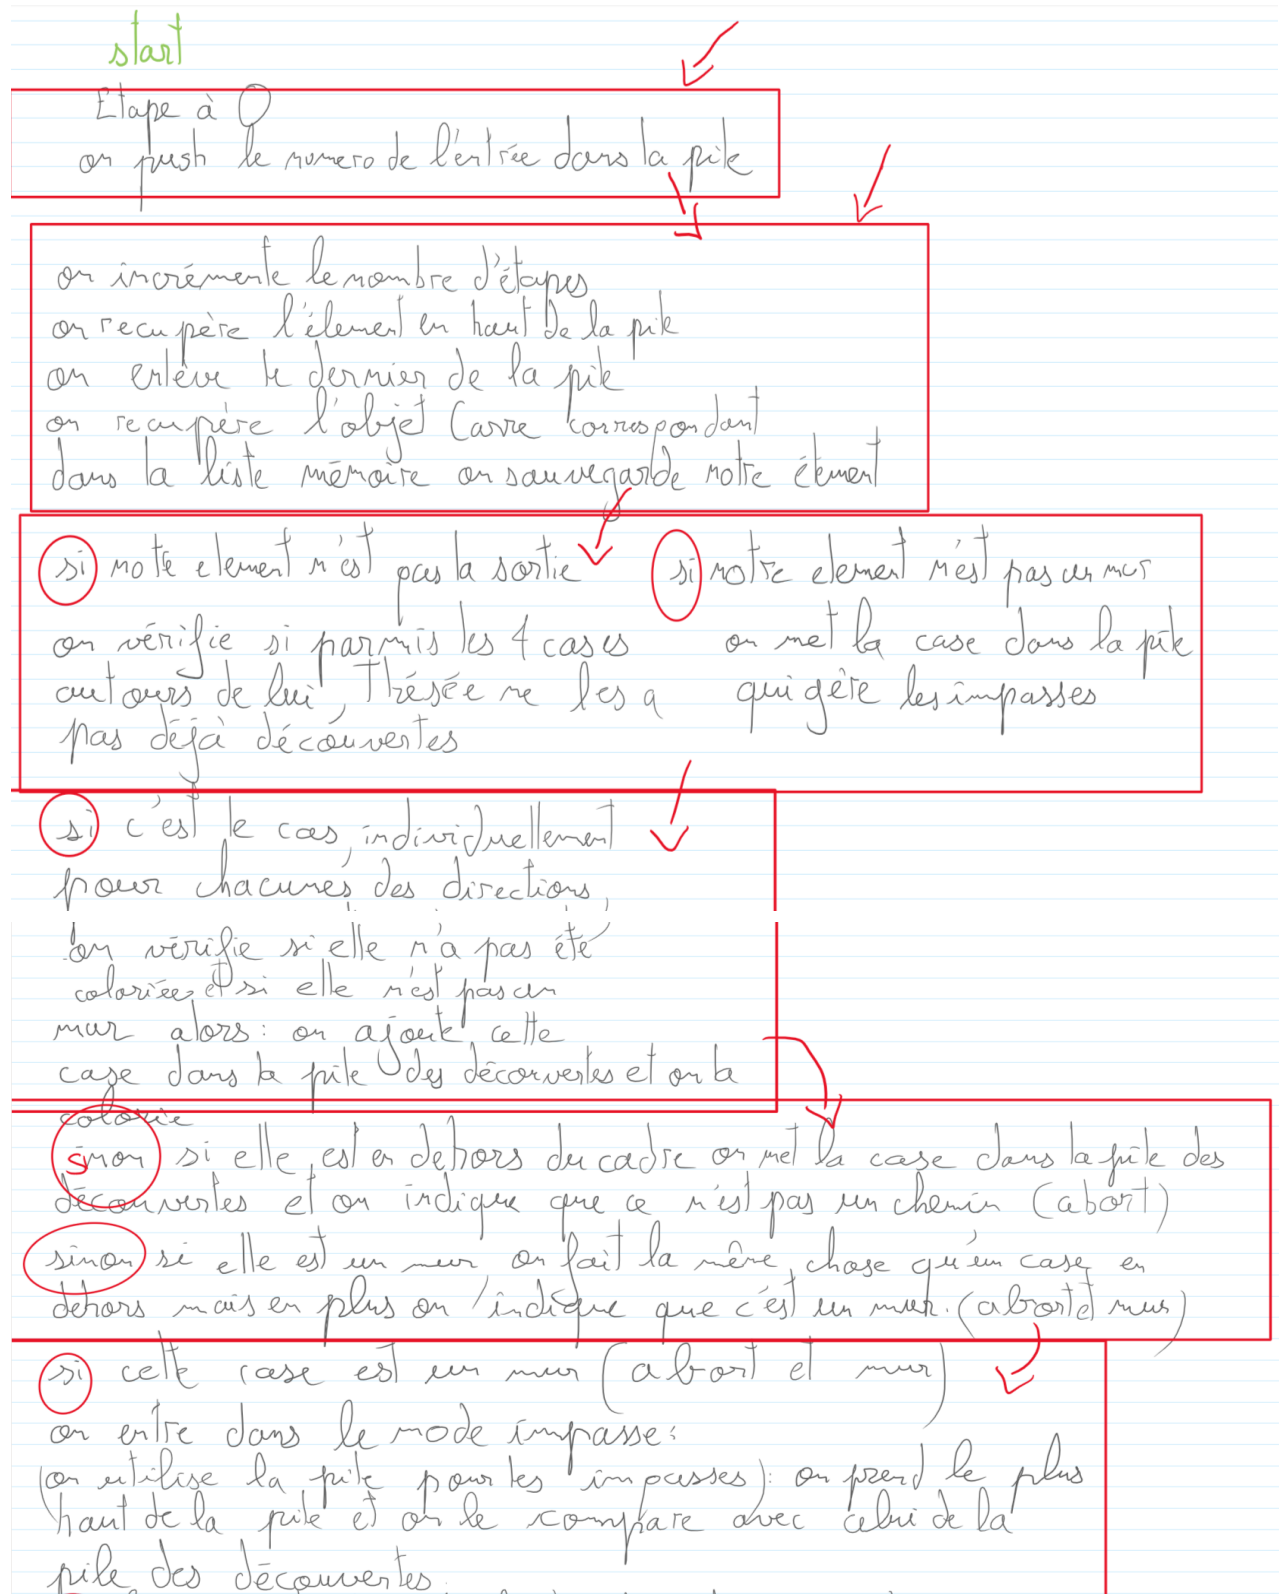 start
Etape à 0
on push le numero de l'entrée dans la pile
on incrémente le nombre d'étapes
on recupère l'élement en haut de la pile
on enlève le dernier de la pile
on recupère l'objet Carre correspondant
dans la liste mémoire on sauvegarde notre élement
si notre element n'est pas la sortie
on vérifie si parmis les 4 cases
autours de lui, Thésée ne les a
pas déjà découvertes
si notre element n'est pas un mur
on met la case dans la pile
qui gère les impasses
si c'est le cas, individuellement
pour chacunes des directions,
on vérifie si elle n'a pas été
coloriée, et si elle n'est pas un
mur alors: on ajoute cette
case dans la pile des découvertes et on la
colorie
sinon si elle est en dehors du cadre on met la case dans la pile des
découvertes et on indique que ce n'est pas un chemin (abort)
sinon si elle est un mur, on fait la même chose qu'un case en
dehors mais en plus on indique que c'est un mur. (abort et mur)
si cette case est un mur (abort et mur)
on entre dans le mode impasse:
(on utilise la pile pour les impasses): on prend le plus
haut de la pile et on le compare avec celui de la
pile des découvertes.